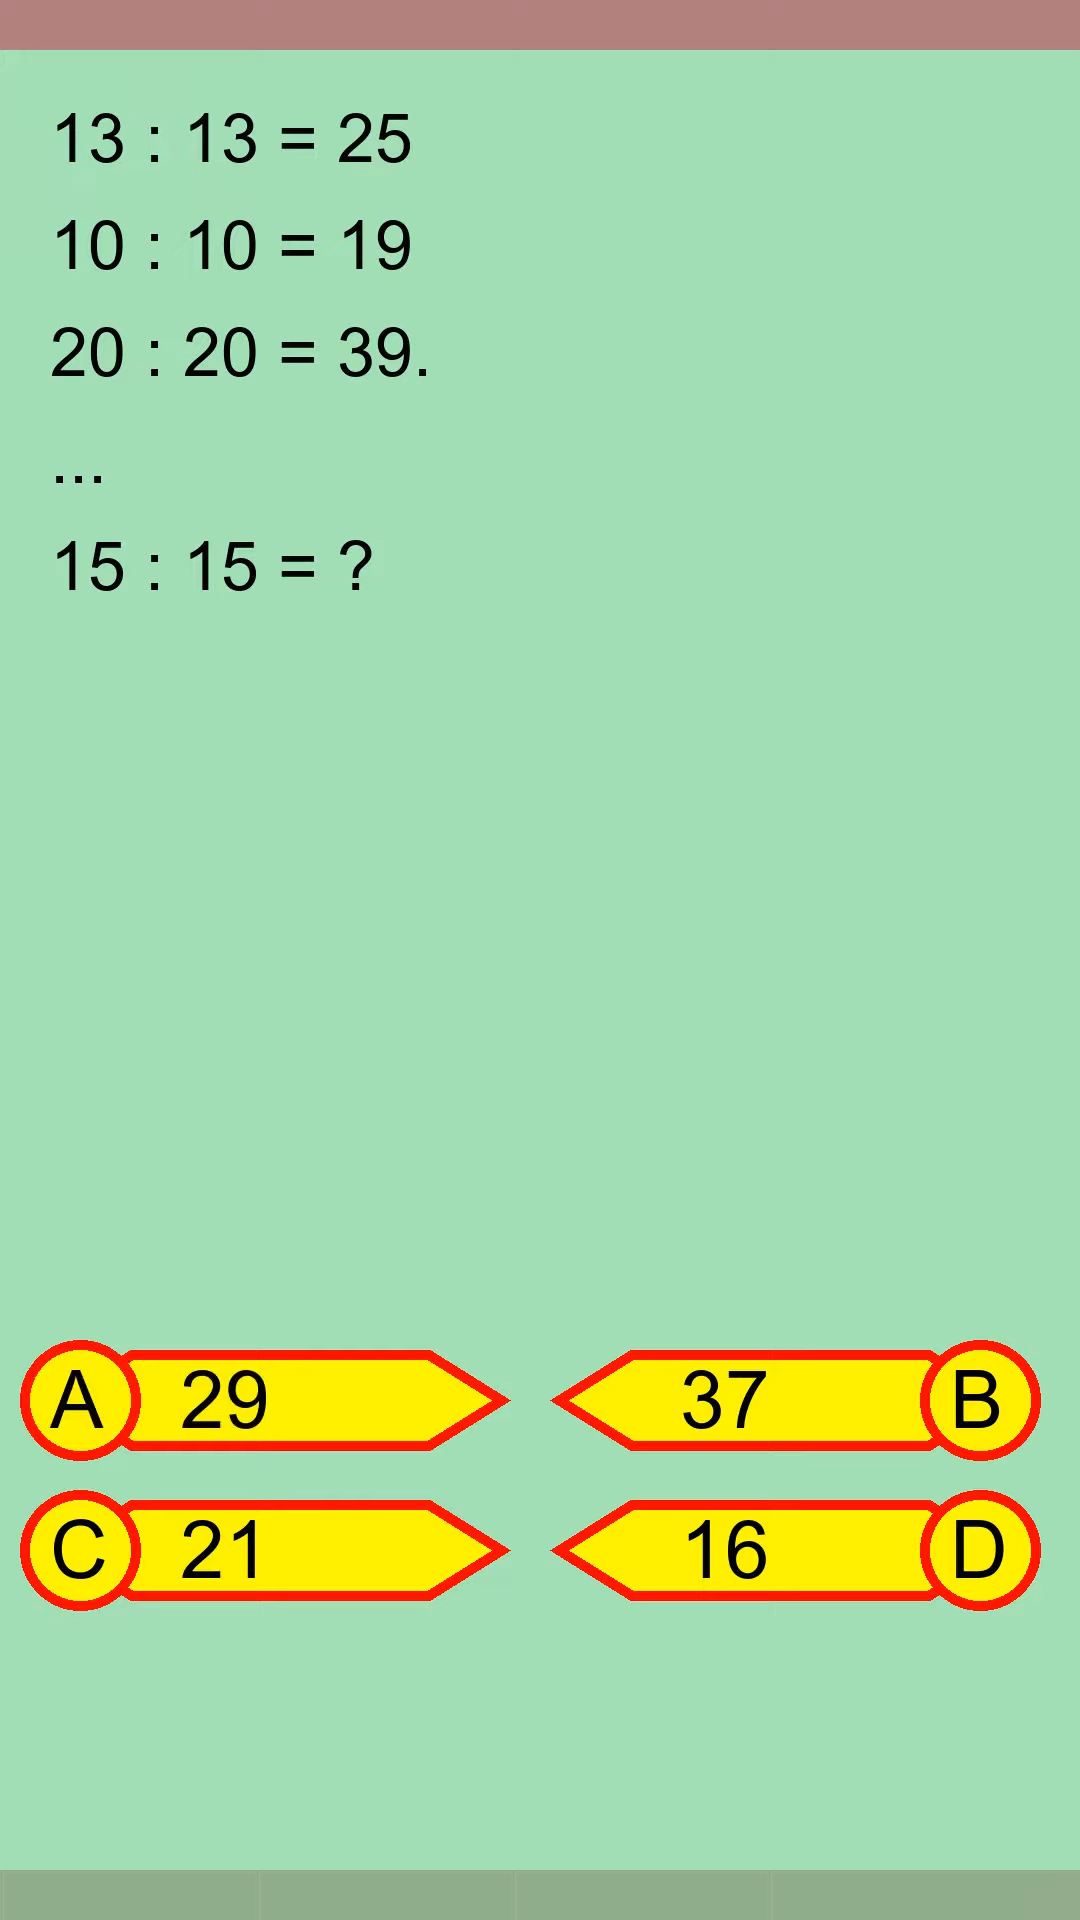 13 : 13 = 25
10 : 10 = 19
20 : 20 = 39.
...
15 : 15 = ?
A 29
37 B
C 21
16 D